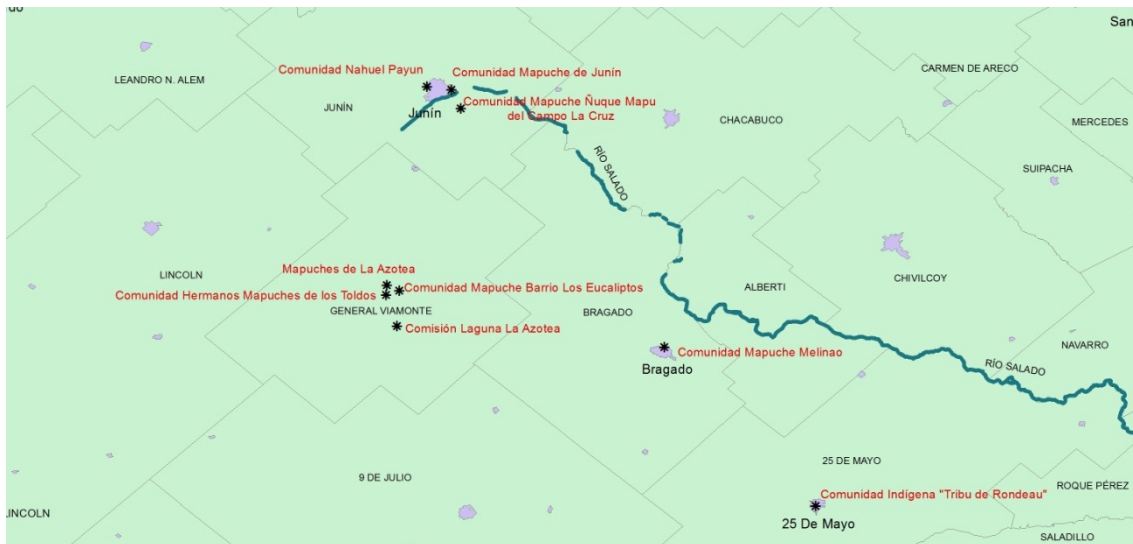 do
San
LEANDRO N. ALEM
Comunidad Nahuel Payun
Comunidad Mapuche de Junín
CARMEN DE ARECO
JUNÍN
Junín
Comunidad Mapuche Ñuque Mapu
del Campo La Cruz
CHACABUCO
MERCEDES
RÍO SALADO
SUIPACHA
LINCOLN
Mapuches de La Azotea
Comunidad Mapuche Barrio Los Eucaliptos
Comunidad Hermanos Mapuches de los Toldos
GENERAL VIAMONTE
BRAGADO
ALBERTI
CHIVILCOY
Comisión Laguna La Azotea
Comunidad Mapuche Melinao
Bragado
NAVARRO
RÍO SALADO
9 DE JULIO
25 DE MAYO
ROQUE PÉREZ
Comunidad Indígena "Tribu de Rondeau"
25 De Mayo
LINCOLN
SALADILLO